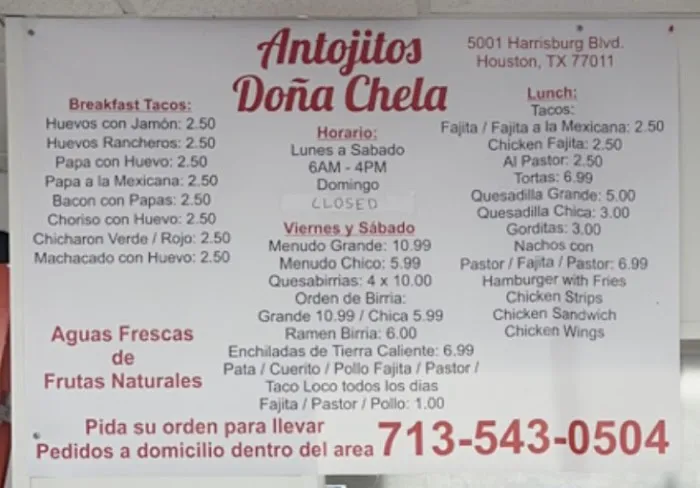 Antojitos
Doña Chela
5001 Harrisburg Blvd.
Houston, TX 77011
Breakfast Tacos:
Huevos con Jamón: 2.50
Huevos Rancheros: 2.50
Papa con Huevo: 2.50
Papa a la Mexicana: 2.50
Bacon con Papas: 2.50
Choriso con Huevo: 2.50
Chicharon Verde / Rojo: 2.50
Machacado con Huevo: 2.50
Aguas Frescas
de
Frutas Naturales
Horario:
Lunes a Sabado
6AM - 4PM
Domingo
CLOSED
Viernes y Sábado
Menudo Grande: 10.99
Menudo Chico: 5.99
Quesabirrias: 4 x 10.00
Orden de Birria:
Grande 10.99 / Chica 5.99
Ramen Birria: 6.00
Enchiladas de Tierra Caliente: 6.99
Pata / Cuerito / Pollo Fajita / Pastor /
Taco Loco todos los dias
Fajita / Pastor / Pollo: 1.00
Lunch:
Tacos:
Fajita / Fajita a la Mexicana: 2.50
Chicken Fajita: 2.50
Al Pastor: 2.50
Tortas: 6.99
Quesadilla Grande: 5.00
Quesadilla Chica: 3.00
Gorditas: 3.00
Nachos con
Pastor / Fajita / Pastor: 6.99
Hamburger with Fries
Chicken Strips
Chicken Sandwich
Chicken Wings
Pida su orden para llevar
Pedidos a domicilio dentro del area
713-543-0504